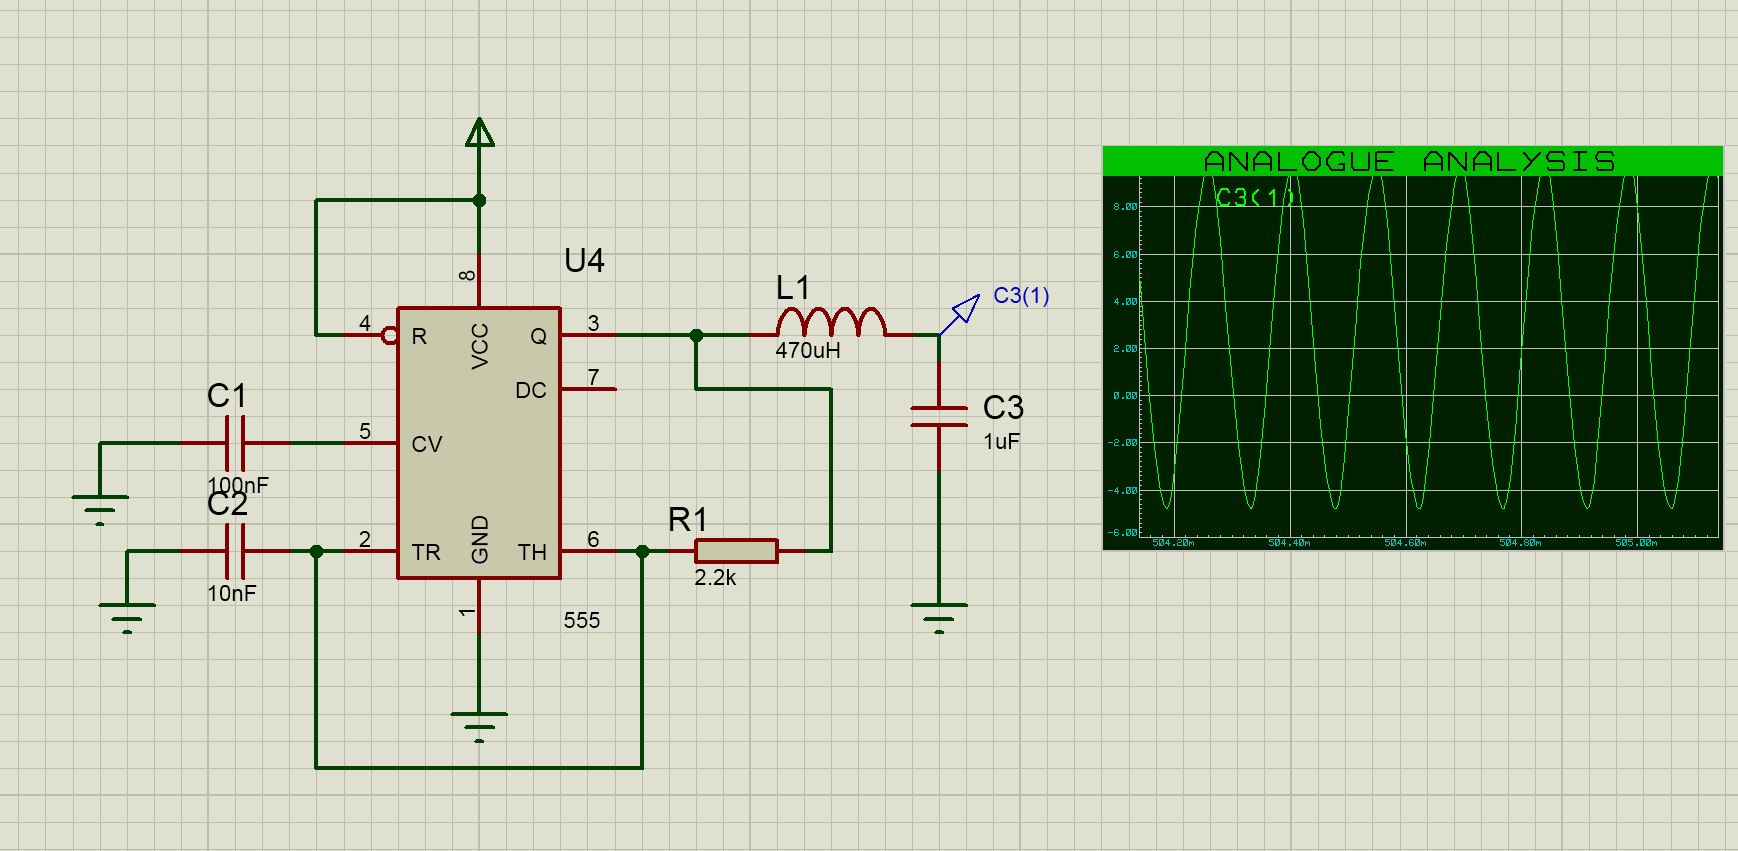 U4
8
VCC
4
R
Q
3
L1
470uH
C3(1)
DC
7
C1
5
CV
100nF
C3
1uF
C2
2
TR
GND
TH
6
R1
10nF
2.2k
1
555
ANALOGUE ANALYSIS
C3(1)
8.00
6.00
4.00
2.00
0.00
-2.00
-4.00
-6.00
504.20m
504.40m
504.60m
504.80m
505.00m